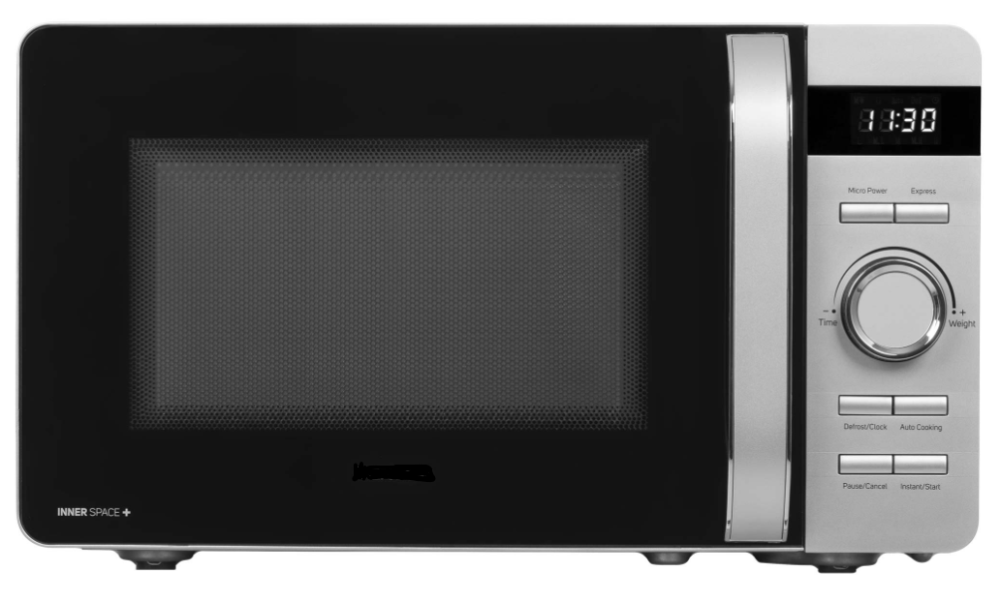 11:30
Micro Power Express
- +
Time Weight
Defrost/Clock Auto Cooking
Pause/Cancel Instant/Start
INNER SPACE +